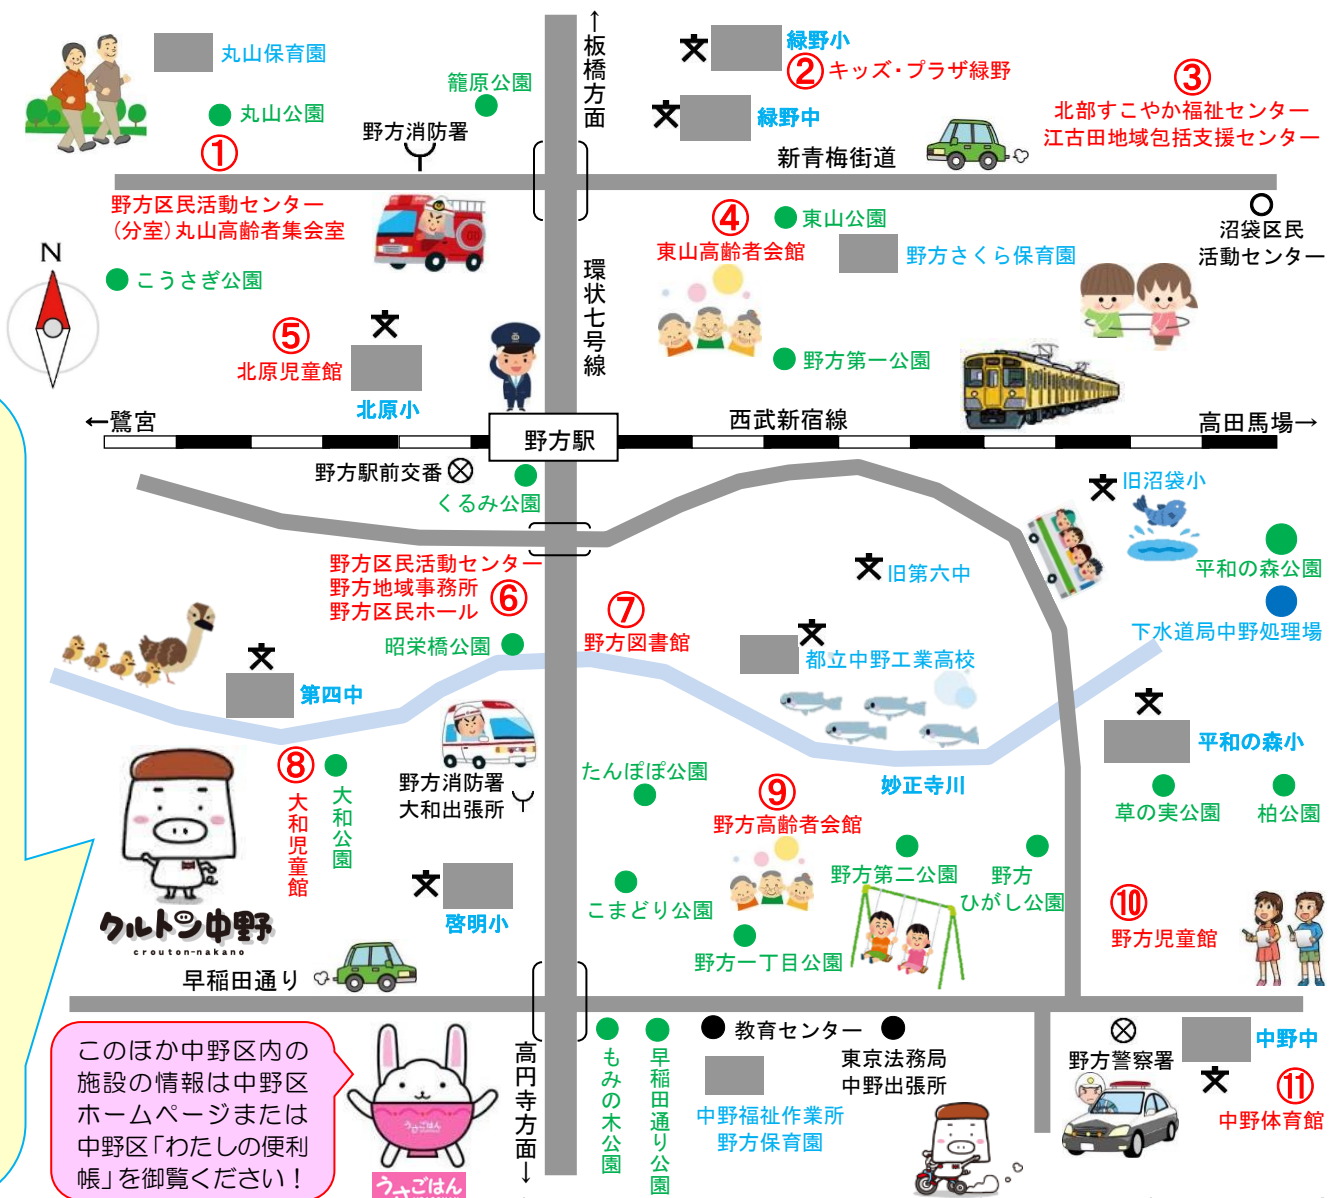 ←板橋方面
丸山保育園
緑野小
②キッズ・プラザ緑野
③
北部すこやか福祉センター
江古田地域包括支援センター
籠原公園
丸山公園
緑野中
野方消防署
新青梅街道
①
野方区民活動センター
(分室)丸山高齢者集会室
④
東山高齢者会館
東山公園
野方さくら保育園
沼袋区民
活動センター
N
こうさぎ公園
環状七号線
⑤
北原児童館
北原小
野方第一公園
←鷺宮
野方駅
西武新宿線
高田馬場→
野方駅前交番
くるみ公園
旧沼袋小
平和の森公園
野方区民活動センター
野方地域事務所
野方区民ホール
⑥
旧第六中
⑦
野方図書館
下水道局中野処理場
昭栄橋公園
都立中野工業高校
第四中
平和の森小
⑧
大和児童館
大和公園
野方消防署
大和出張所
たんぽぽ公園
妙正寺川
⑨
野方高齢者会館
草の実公園
柏公園
野方第二公園
野方
ひがし公園
こまどり公園
啓明小
⑩
野方児童館
クルトン中野
crouton-nakano
野方一丁目公園
早稲田通り
このほか中野区内の
施設の情報は中野区
ホームページまたは
中野区「わたしの便利
帳」を御覧ください！
うさごはん
うさごはん
高円寺方面→
もみの木公園
早稲田通り公園
教育センター
東京法務局
中野出張所
中野福祉作業所
野方保育園
野方警察署
中野中
⑪
中野体育館